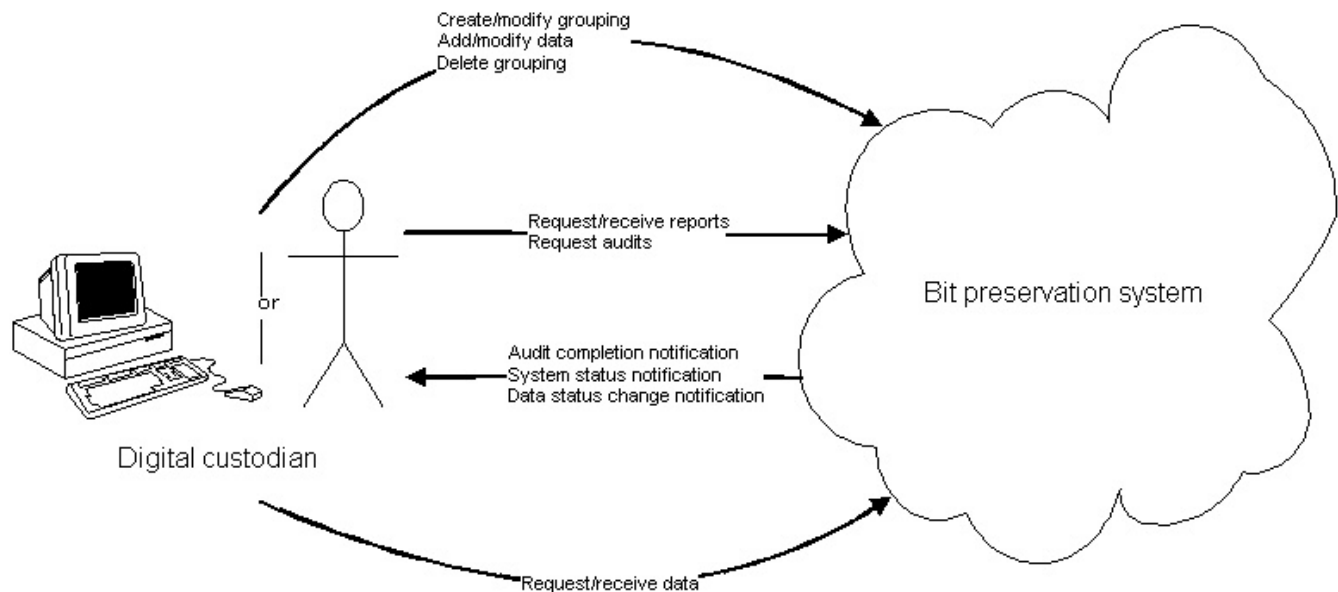 Create/modify grouping
Add/modify data
Delete grouping
Request/receive reports
Request audits
or
Bit preservation system
Audit completion notification
System status notification
Data status change notification
Digital custodian
Request/receive data